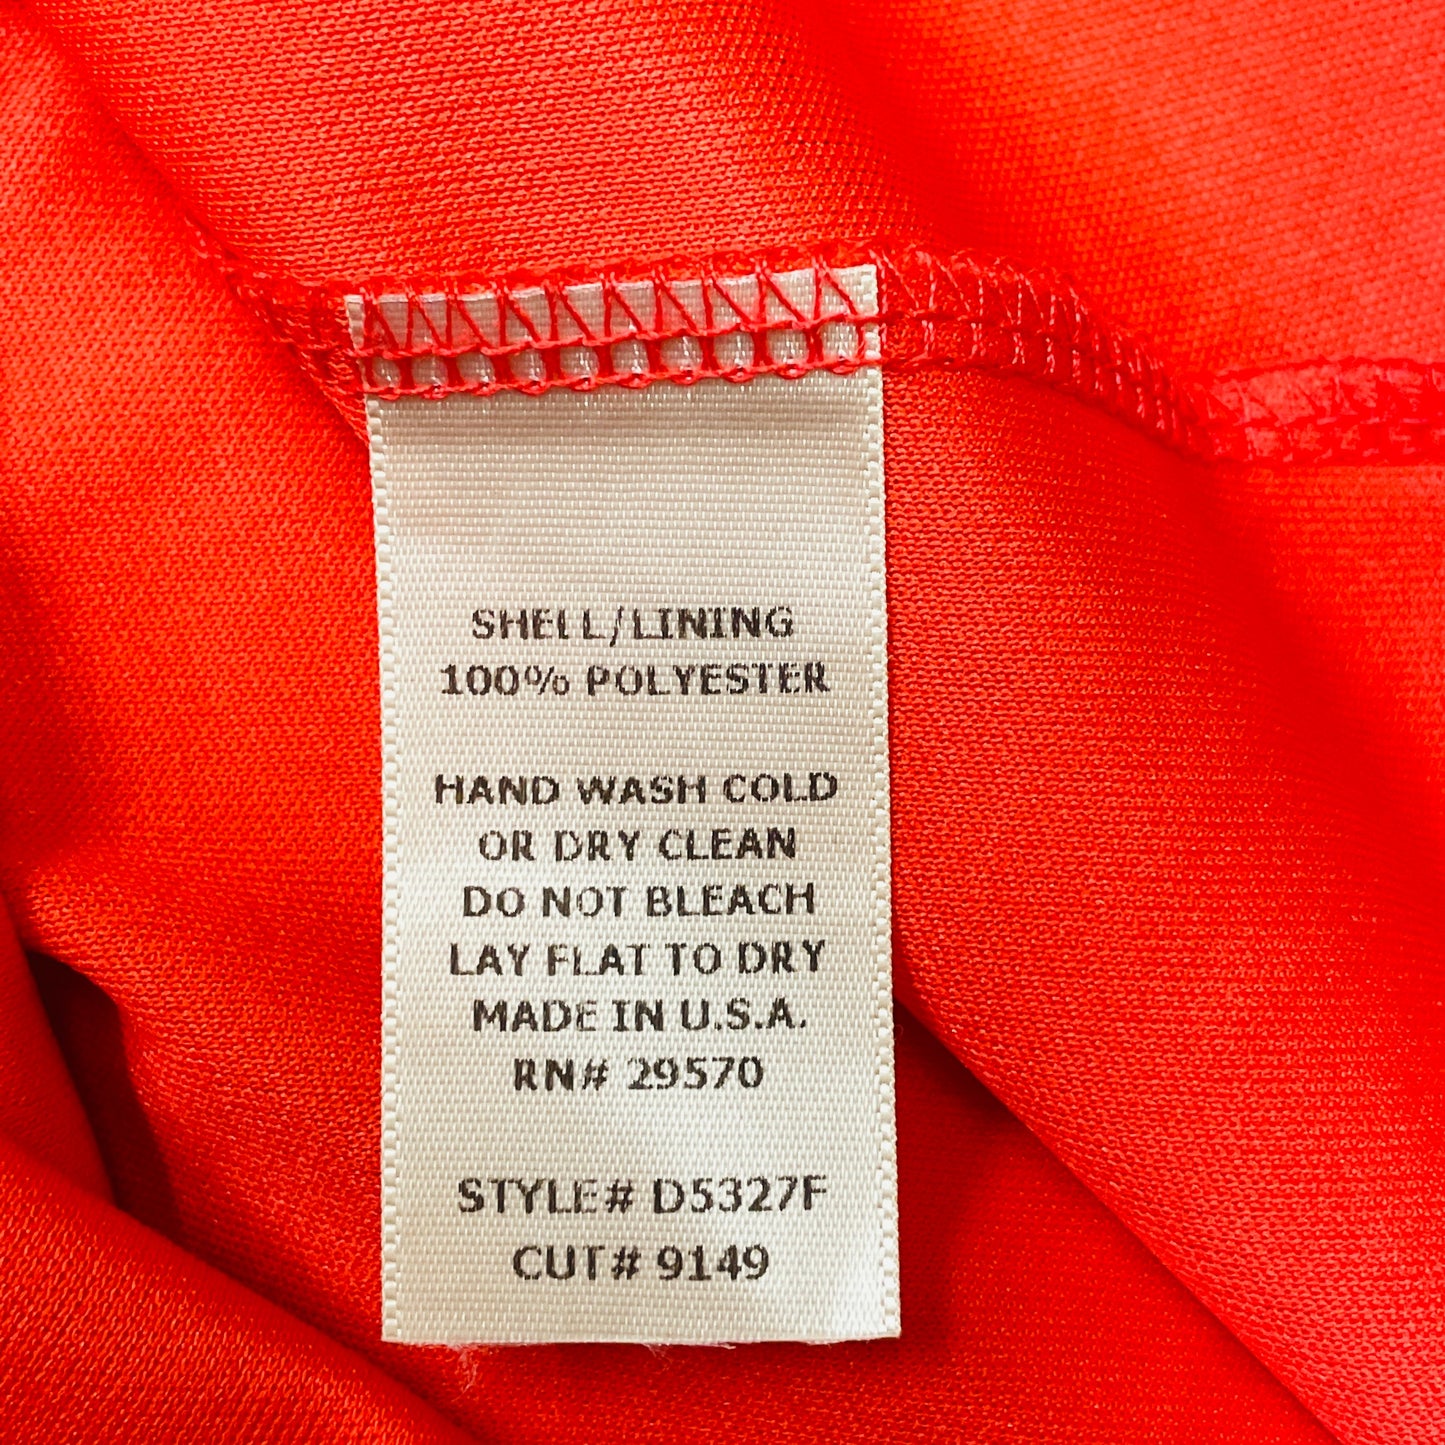 SHELL/LINING
100% POLYESTER
HAND WASH COLD
OR DRY CLEAN
DO NOT BLEACH
LAY FLAT TO DRY
MADE IN U.S.A.
RN# 29570
STYLE# D5327F
CUT# 9149